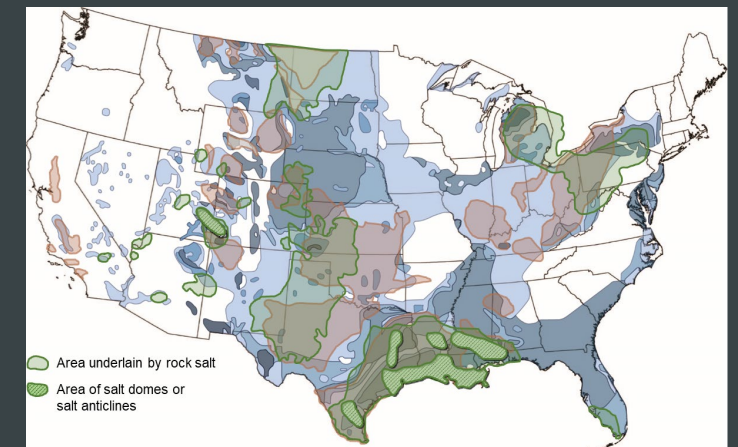 Area underlain by rock salt
Area of salt domes or
salt anticlines